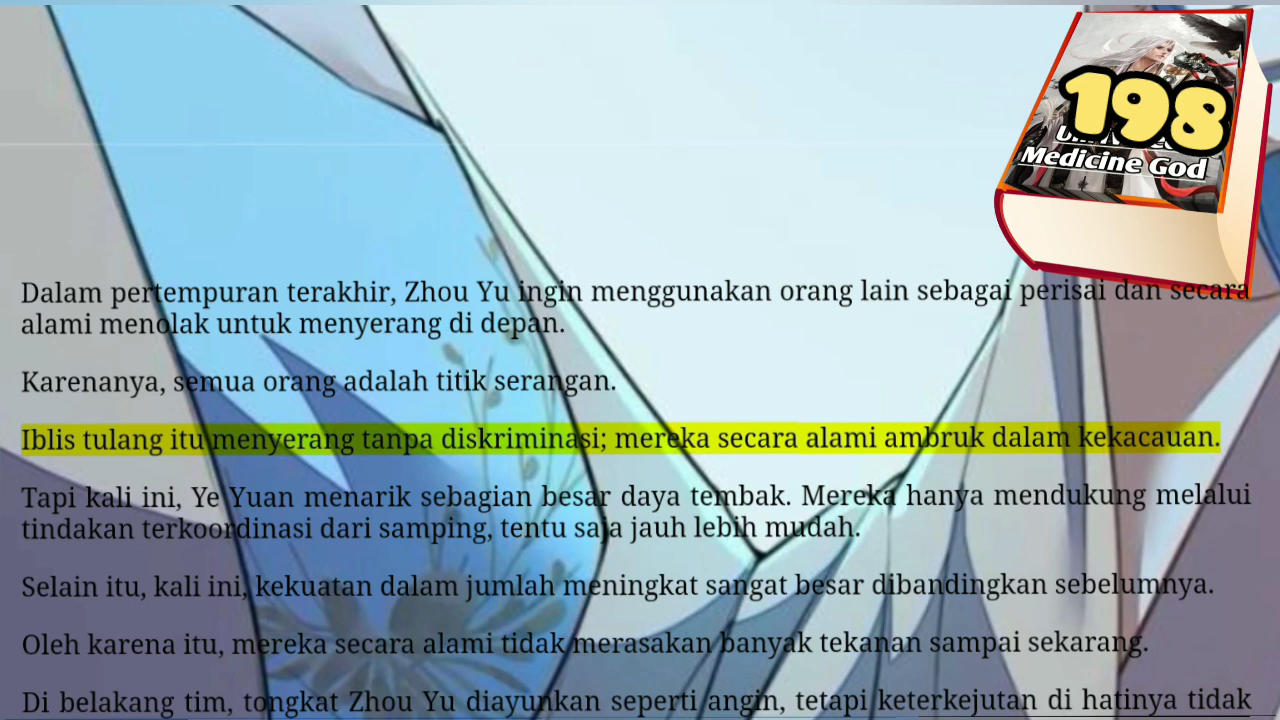 198
Medicine God
Dalam pertempuran terakhir, Zhou Yu ingin menggunakan orang lain sebagai perisai dan secara
alami menolak untuk menyerang di depan.
Karenanya, semua orang adalah titik serangan.
Iblis tulang itu menyerang tanpa diskriminasi; mereka secara alami ambruk dalam kekacauan.
Tapi kali ini, Ye Yuan menarik sebagian besar daya tembak. Mereka hanya mendukung melalui
tindakan terkoordinasi dari samping, tentu saja jauh lebih mudah.
Selain itu, kali ini, kekuatan dalam jumlah meningkat sangat besar dibandingkan sebelumnya.
Oleh karena itu, mereka secara alami tidak merasakan banyak tekanan sampai sekarang.
Di belakang tim, tongkat Zhou Yu diayunkan seperti angin, tetapi keterkejutan di hatinya tidak